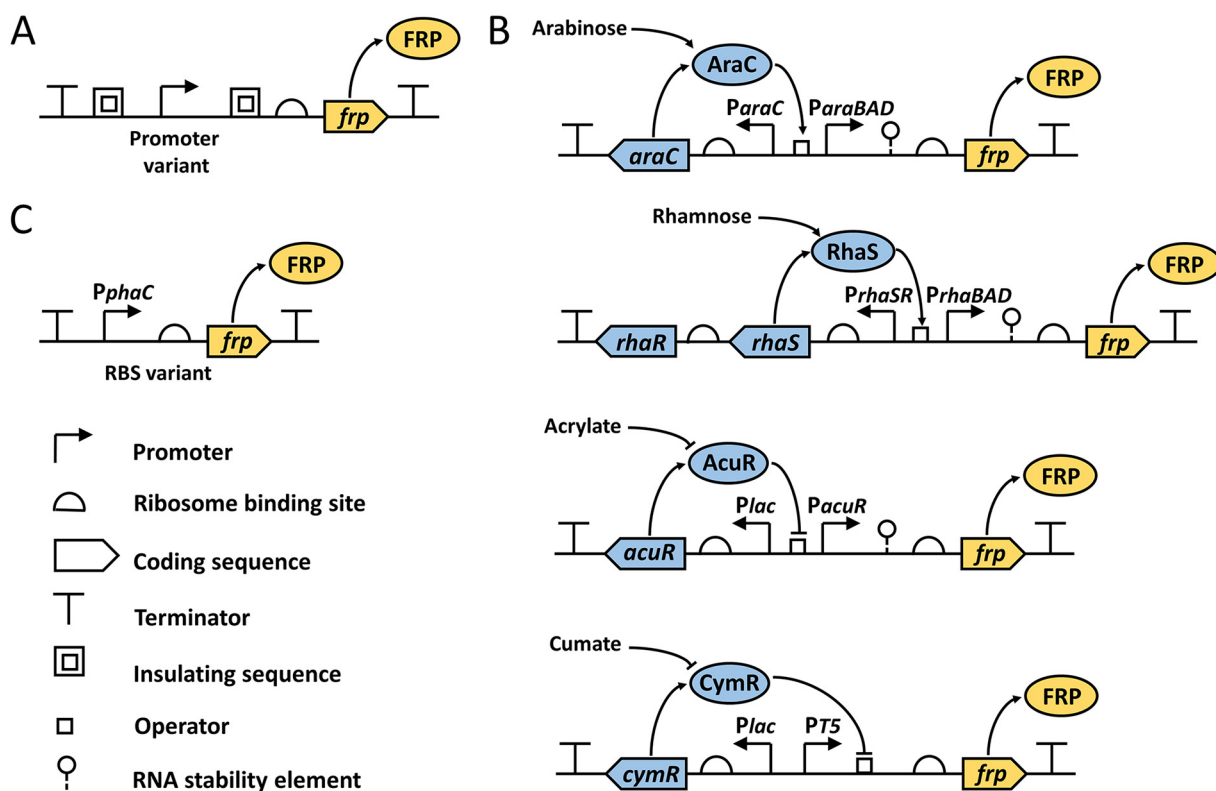 A
FRP
frp
Promoter
variant
B
Arabinose
AraC
FRP
ParaC
ParaBAD
araC
frp
Rhamnose
RhaS
FRP
PrhaSR
PrhaBAD
rhaR
rhaS
frp
Acrylate
AcuR
FRP
Plac
PacuR
acuR
frp
Cumate
CymR
FRP
Plac
PT5
cymR
frp
C
FRP
PphaC
frp
RBS variant
Promoter
Ribosome binding site
Coding sequence
Terminator
Insulating sequence
Operator
RNA stability element